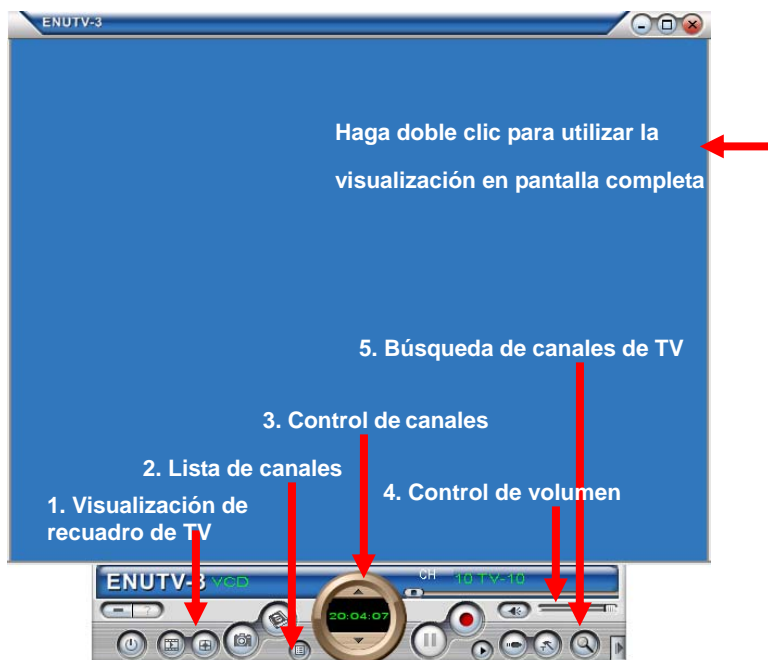 ENUTV-3
Haga doble clic para utilizar la
visualización en pantalla completa
5. Búsqueda de canales de TV
3. Control de canales
2. Lista de canales
4. Control de volumen
1. Visualización de
recuadro de TV
ENUTV-3 VCD
CH 10 TV-10
20:04:07